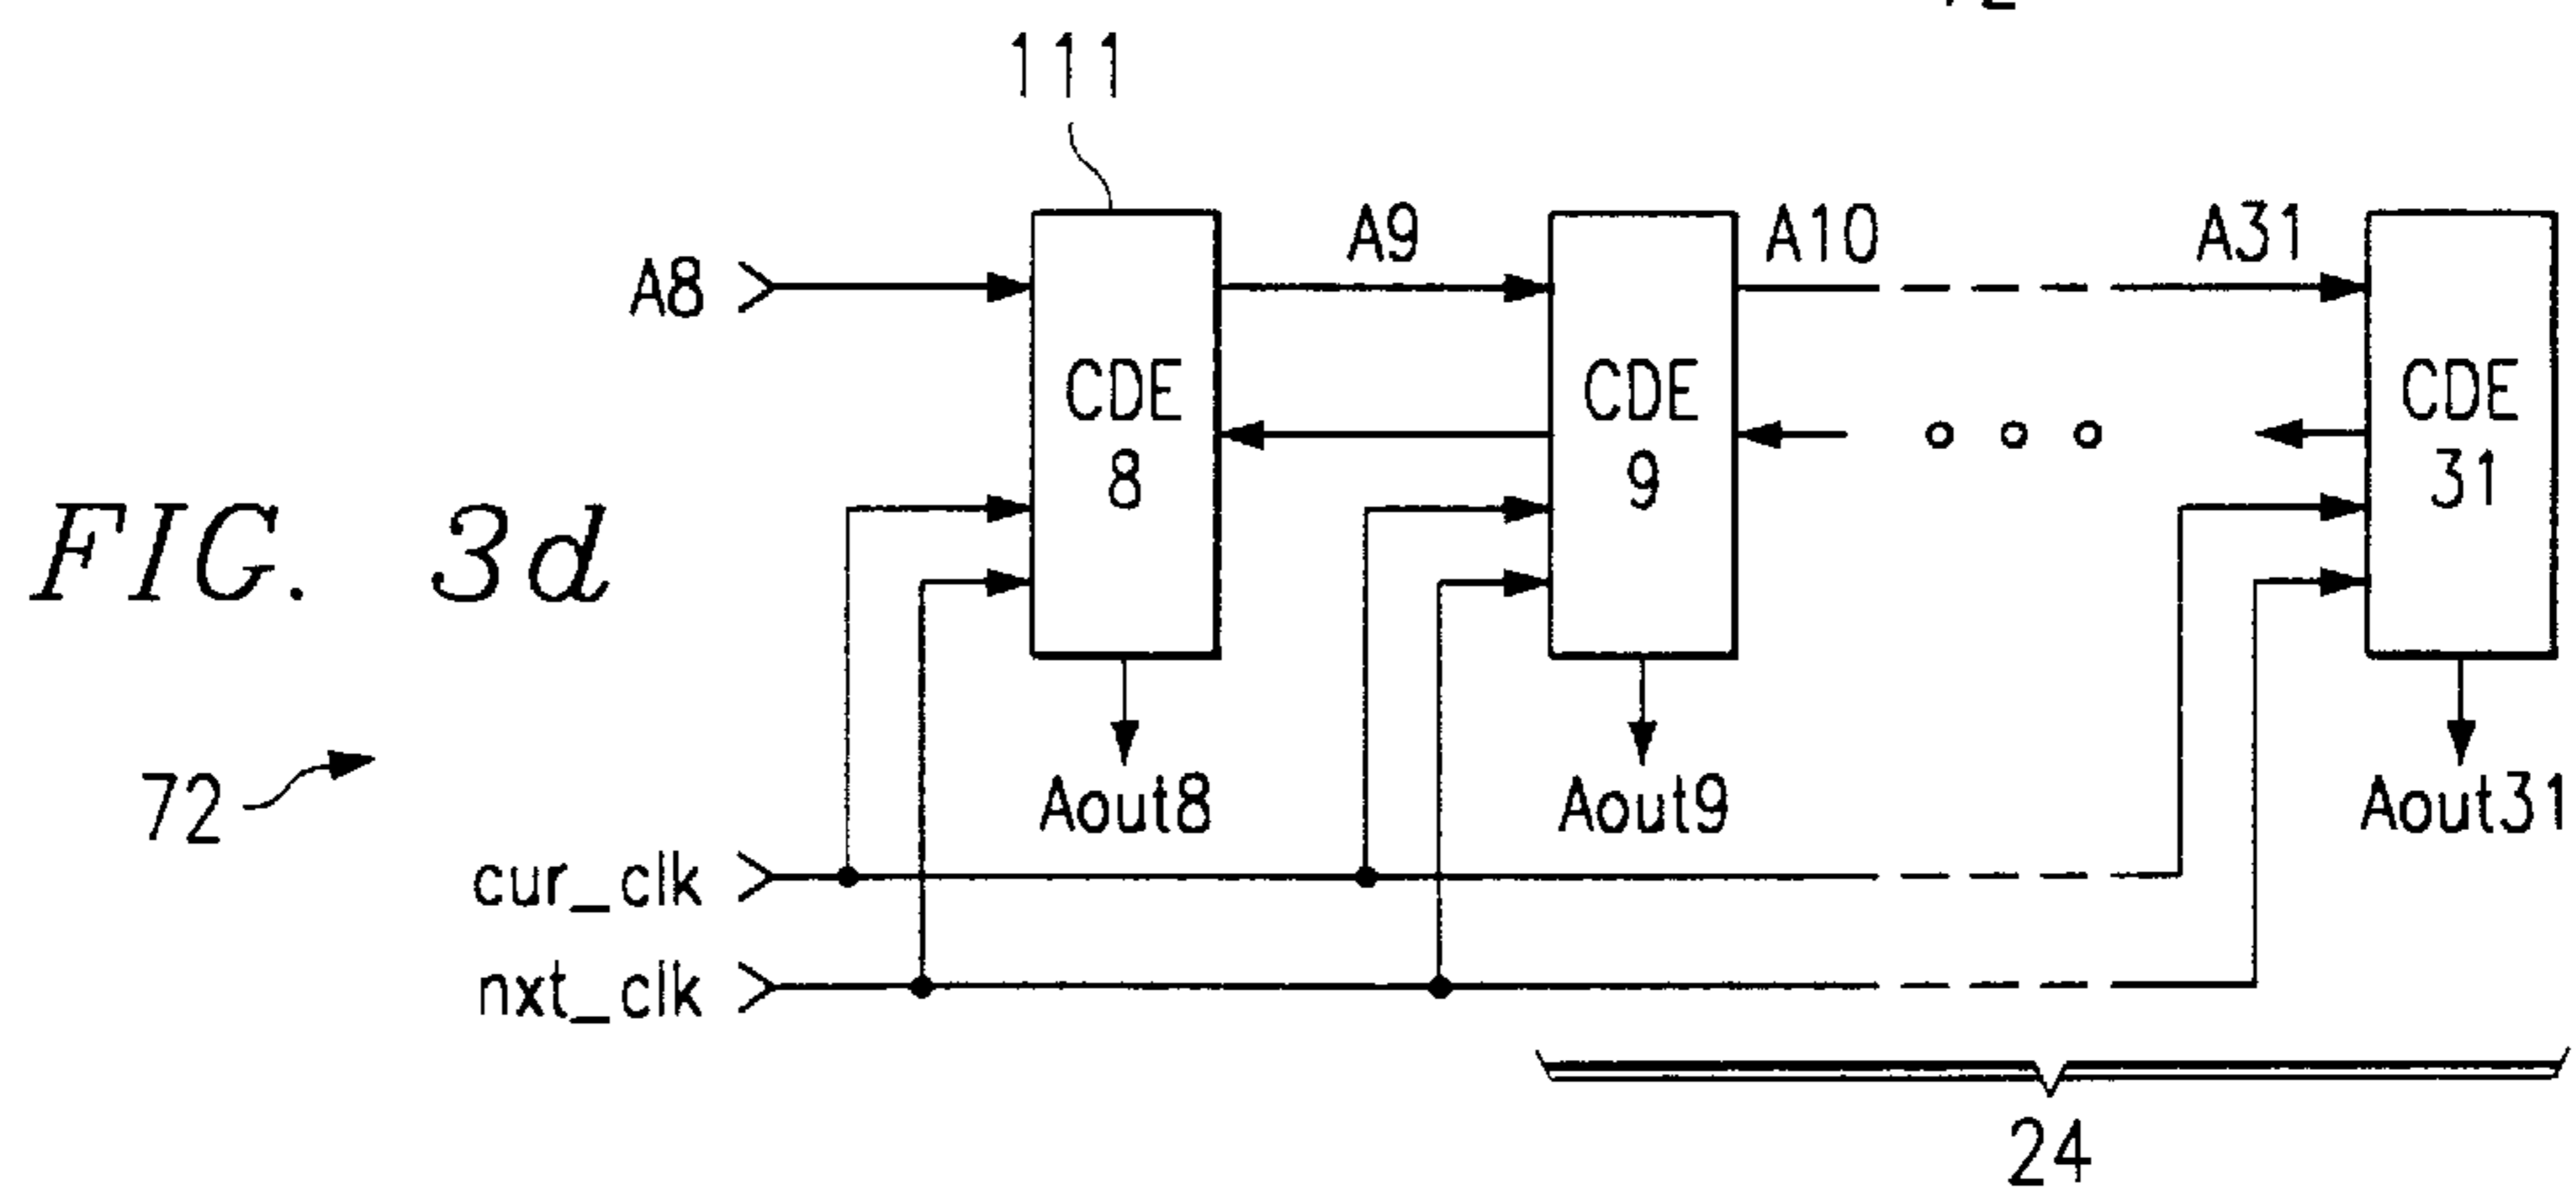 111
A8
A9
A10
A31
CDE
8
CDE
9
CDE
31
FIG. 3d
72
Aout8
Aout9
Aout31
cur_clk
nxt_clk
24